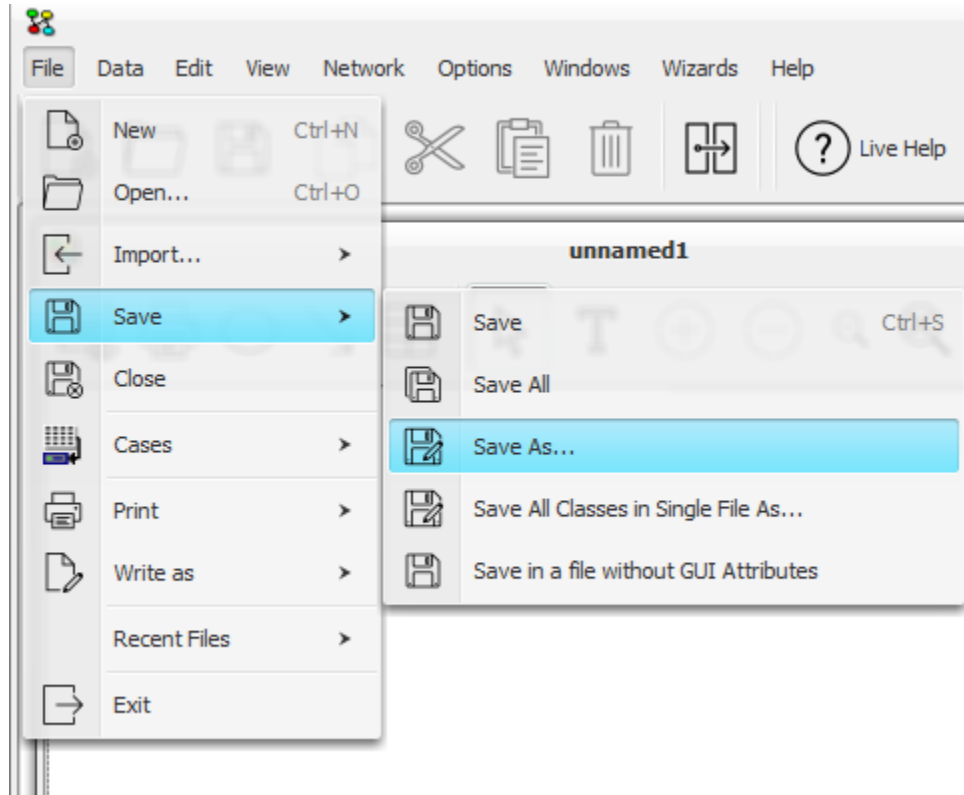 File Data Edit View Network Options Windows Wizards Help
New Ctrl+N
Open... Ctrl+O
Import...
Save
Close
Cases
Print
Write as
Recent Files
Exit
Live Help
unnamed1
Save Ctrl+S
Save All
Save As...
Save All Classes in Single File As...
Save in a file without GUI Attributes